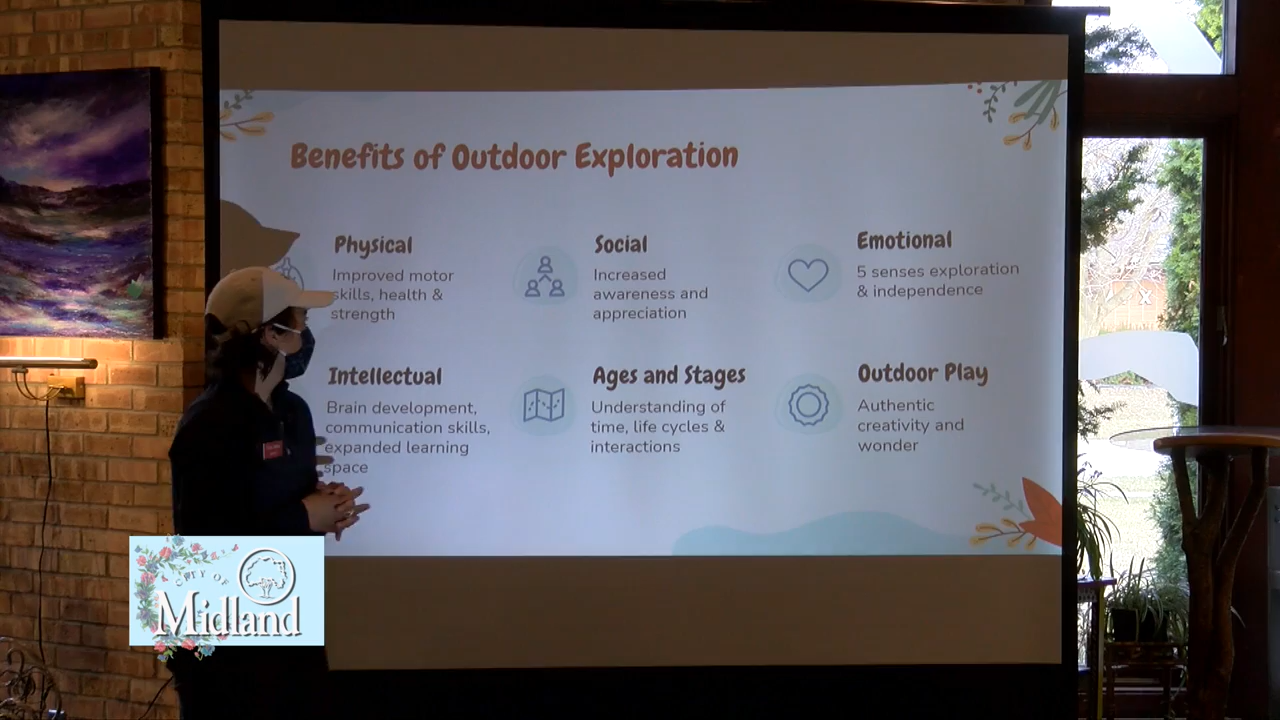 Benefits of Outdoor Exploration
Physical
Improved motor
skills, health &
strength
Social
Increased
awareness and
appreciation
Emotional
5 senses exploration
& independence
Intellectual
Brain development,
communication skills,
expanded learning
space
Ages and Stages
Understanding of
time, life cycles &
interactions
Outdoor Play
Authentic
creativity and
wonder
CITY OF
Midland